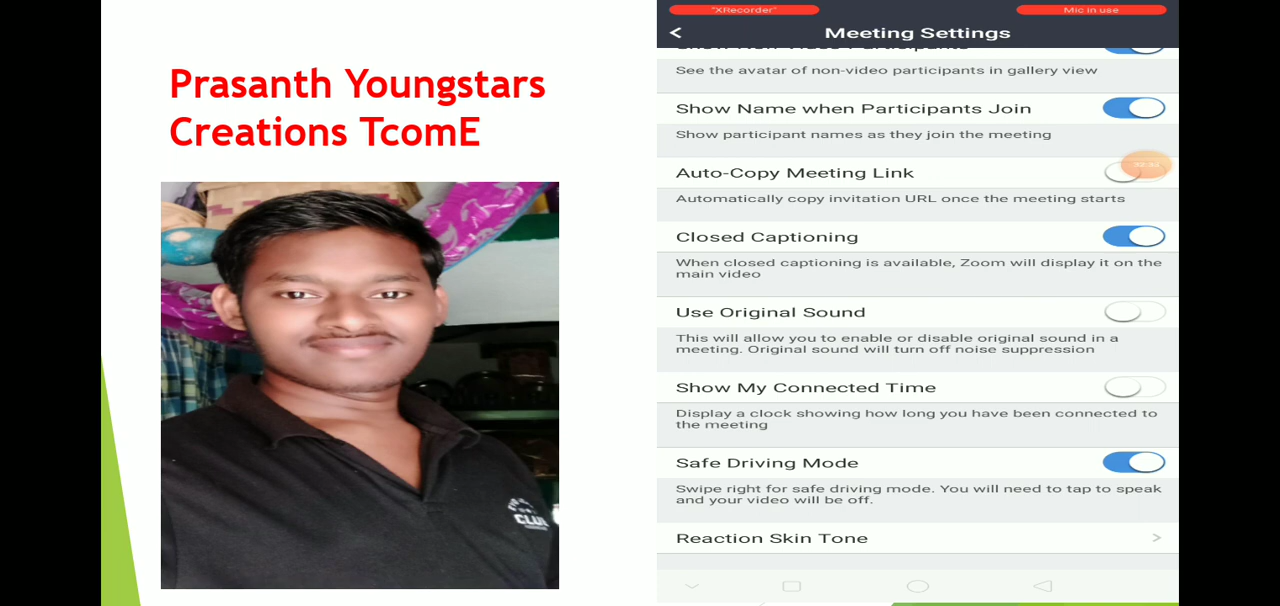 Prasanth Youngstars
Creations TcomE
CLUB
"XRecorder"
Mic in use
Meeting Settings
Show Non-Video Participants
See the avatar of non-video participants in gallery view
Show Name when Participants Join
Show participant names as they join the meeting
Auto-Copy Meeting Link
Automatically copy invitation URL once the meeting starts
Closed Captioning
When closed captioning is available, Zoom will display it on the
main video
Use Original Sound
This will allow you to enable or disable original sound in a
meeting. Original sound will turn off noise suppression
Show My Connected Time
Display a clock showing how long you have been connected to
the meeting
Safe Driving Mode
Swipe right for safe driving mode. You will need to tap to speak
and your video will be off.
Reaction Skin Tone